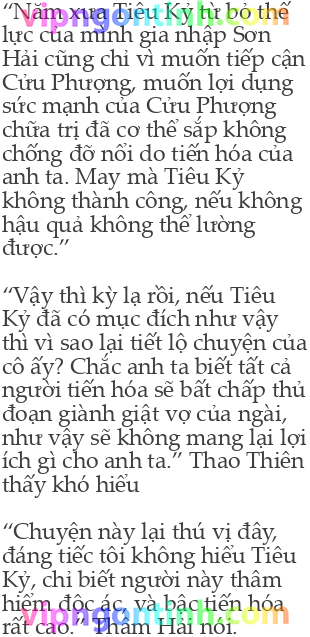 “Năm xưa Tiêu Kỷ từ bỏ thế
lực của mình gia nhập Sơn
Hải cũng chỉ vì muốn tiếp cận
Cửu Phượng, muốn lợi dụng
sức mạnh của Cửu Phượng
chữa trị đã cơ thể sắp không
chống đỡ nổi do tiến hóa của
anh ta. May mà Tiêu Kỷ
không thành công, nếu không
hậu quả không thể lường
được.”
“Vậy thì kỳ lạ rồi, nếu Tiêu
Kỷ đã có mục đích như vậy
thì vì sao lại tiết lộ chuyện của
cô ấy? Chắc anh ta biết tất cả
người tiến hóa sẽ bất chấp thủ
đoạn giành giật vợ của ngài,
như vậy sẽ không mang lại lợi
ích gì cho anh ta.” Thao Thiên
thấy khó hiểu
“Chuyện này lại thú vị đây,
đáng tiếc tôi không hiểu Tiêu
Kỷ, chỉ biết người này thâm
hiểm độc ác, và bậc tiến hóa
rất cao.” Thẩm Hải nói.
vipngontinh.com
vipngontinh.com